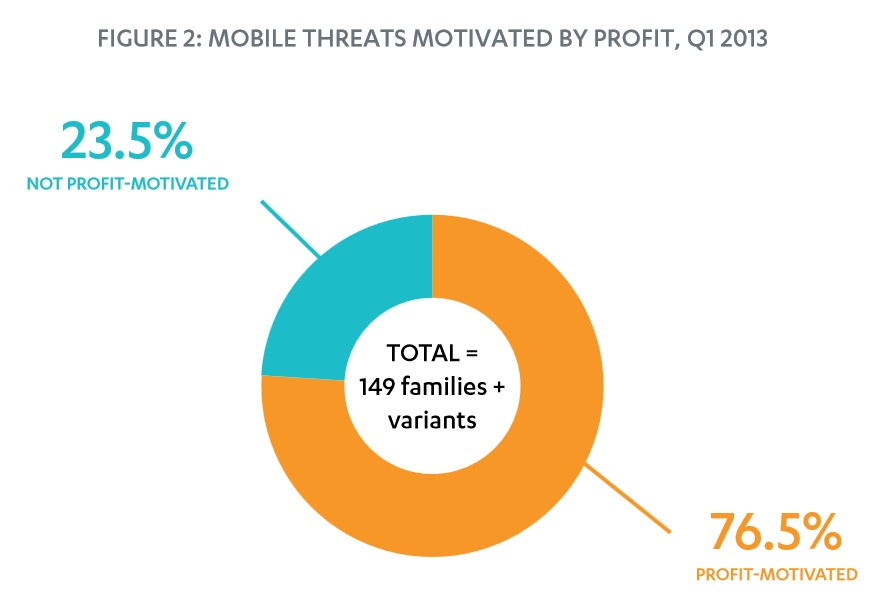 FIGURE 2: MOBILE THREATS MOTIVATED BY PROFIT, Q1 2013
23.5%
NOT PROFIT-MOTIVATED
TOTAL =
149 families +
variants
76.5%
PROFIT-MOTIVATED